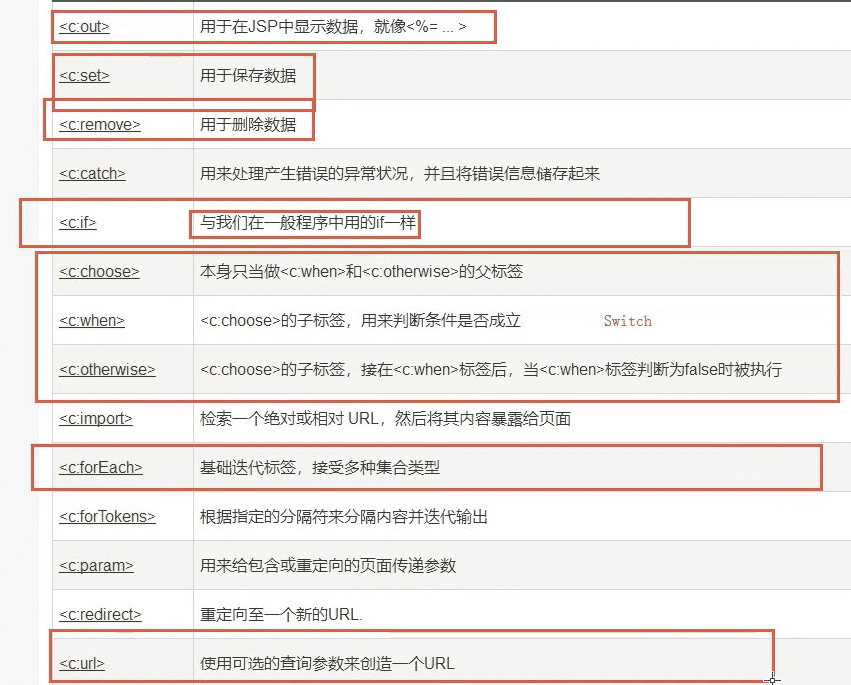 <c:out> 用于在JSP中显示数据，就像<%= ... >
<c:set> 用于保存数据
<c:remove> 用于删除数据
<c:catch> 用来处理产生错误的异常状况，并且将错误信息储存起来
<c:if> 与我们在一般程序中用的if一样
<c:choose> 本身只当做<c:when>和<c:otherwise>的父标签
<c:when> <c:choose>的子标签，用来判断条件是否成立 Switch
<c:otherwise> <c:choose>的子标签，接在<c:when>标签后，当<c:when>标签判断为false时被执行
<c:import> 检索一个绝对或相对 URL，然后将其内容暴露给页面
<c:forEach> 基础迭代标签，接受多种集合类型
<c:forTokens> 根据指定的分隔符来分隔内容并迭代输出
<c:param> 用来给包含或重定向的页面传递参数
<c:redirect> 重定向至一个新的URL.
<c:url> 使用可选的查询参数来创造一个URL